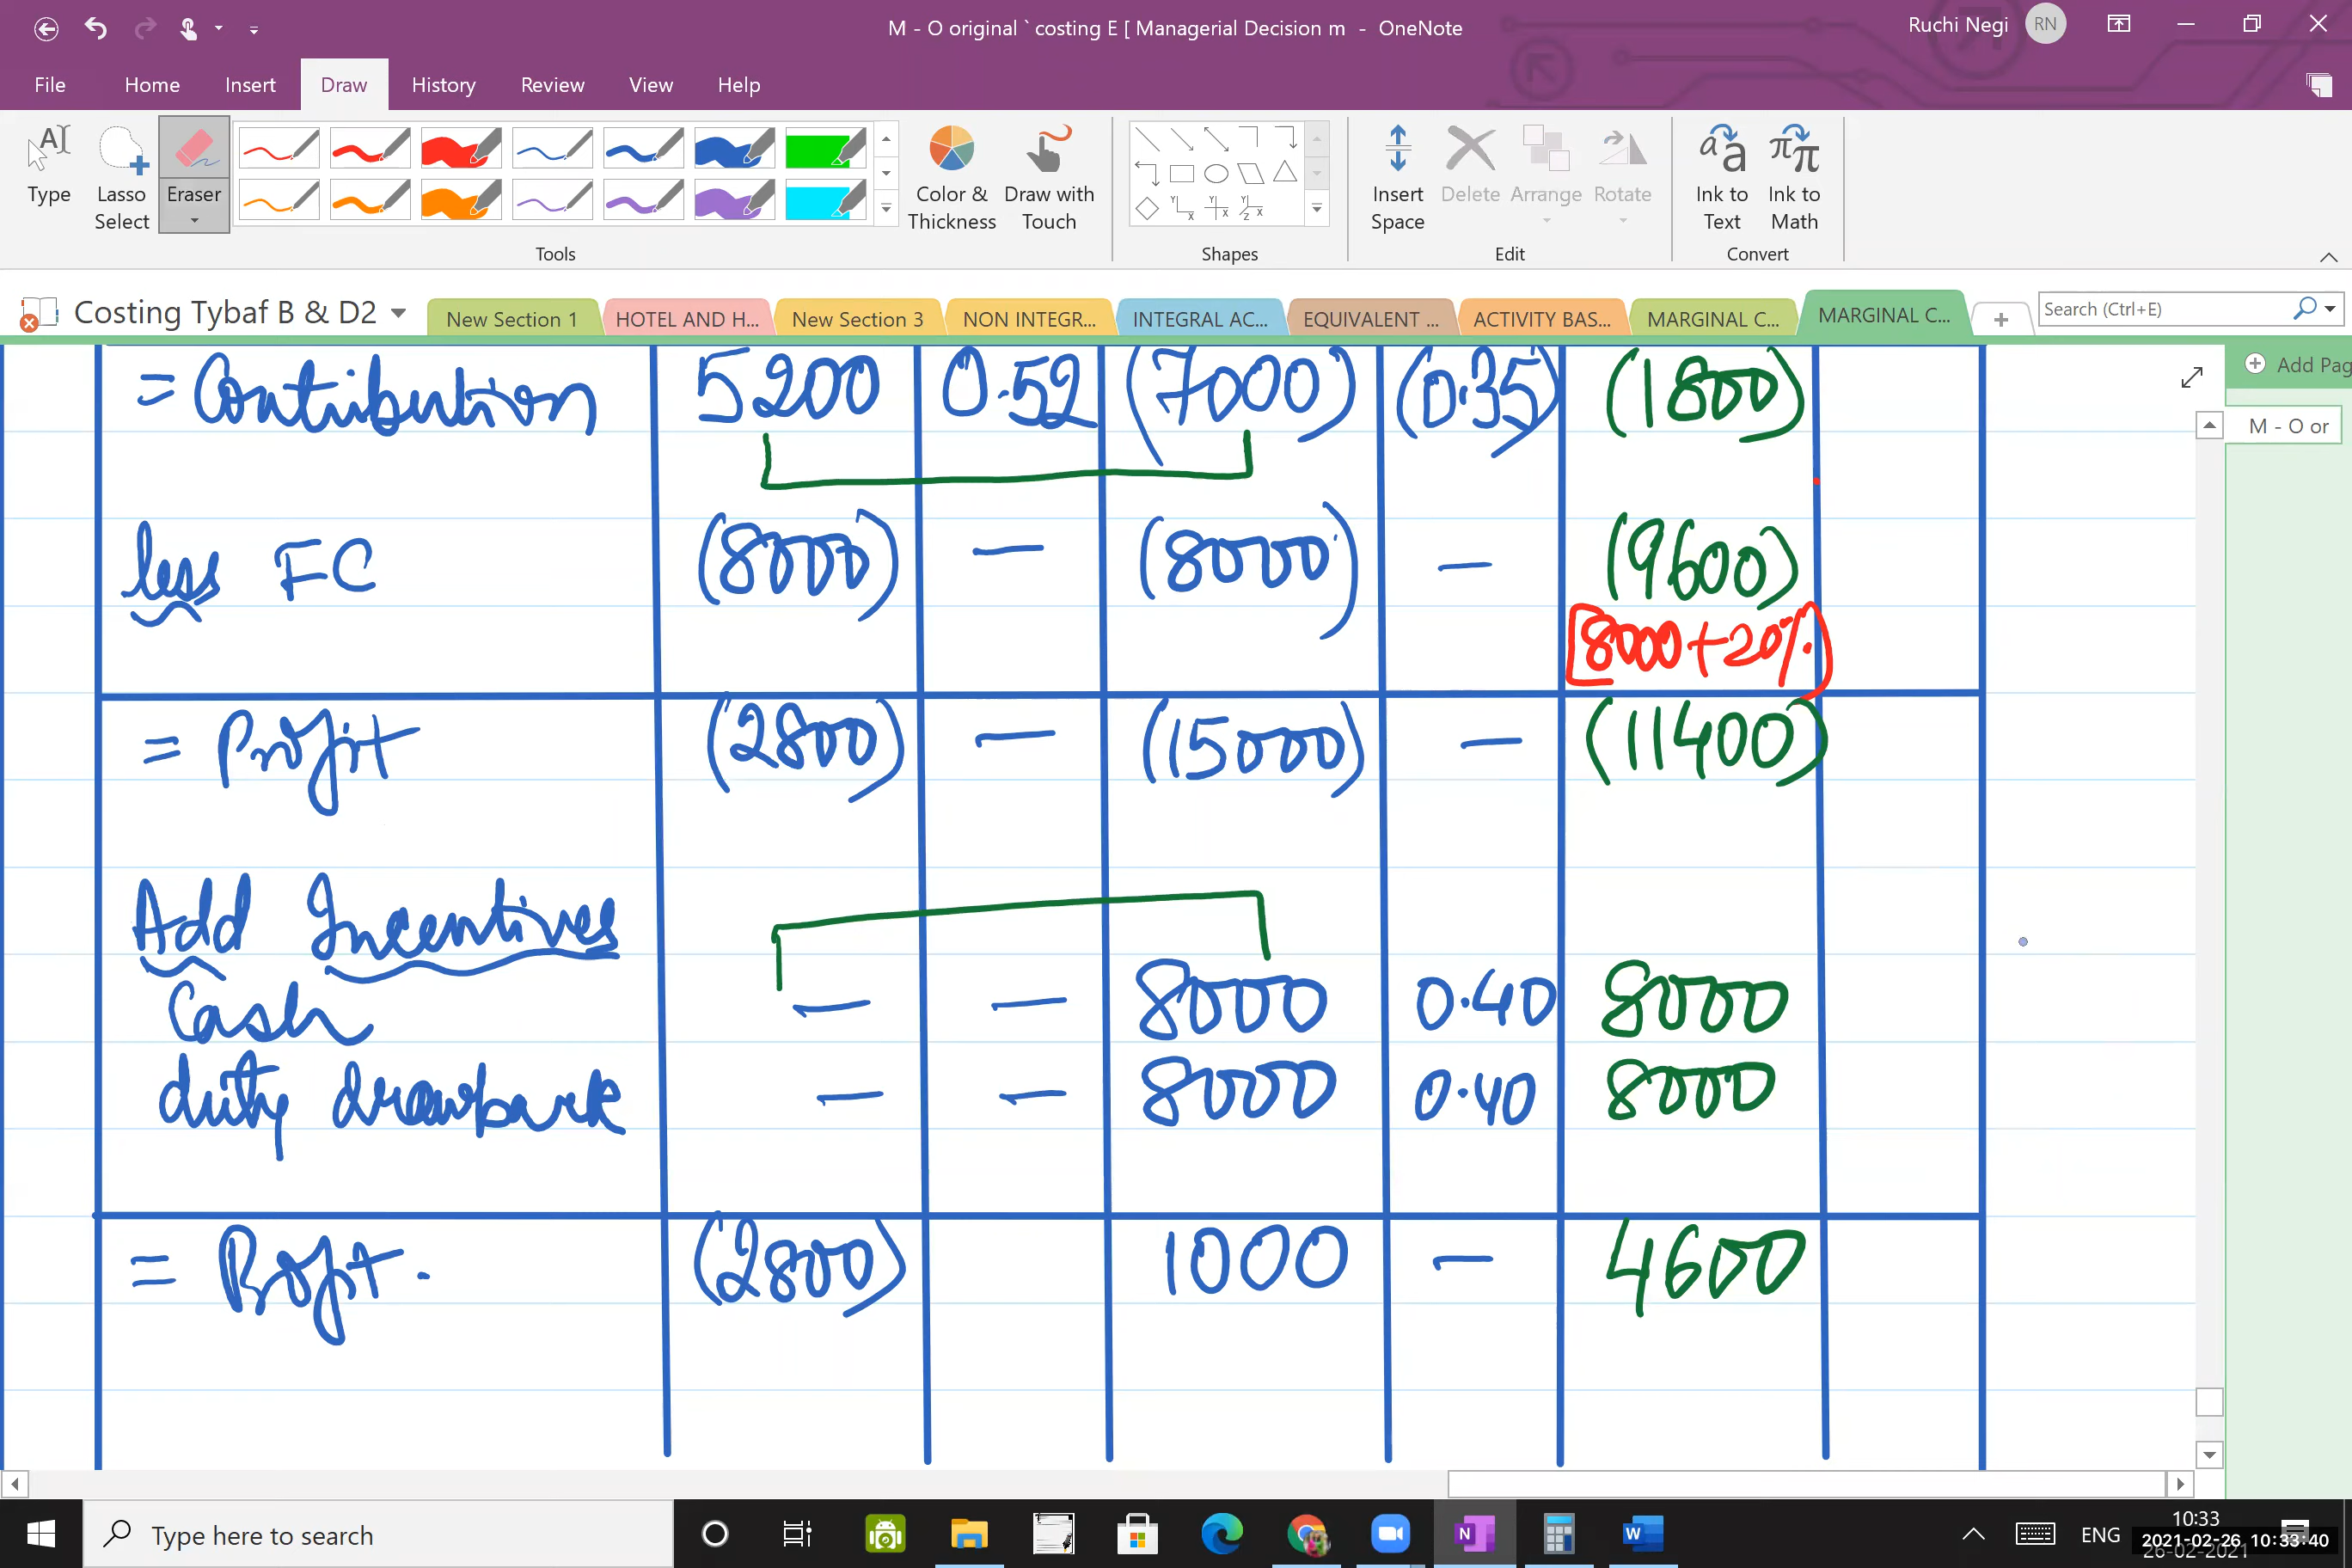 M - O original ` costing E [ Managerial Decision m - OneNote
Ruchi Negi RN
File Home Insert Draw History Review View Help
Type Lasso Select Eraser Color & Thickness Draw with Touch Insert Space Delete Arrange Rotate Ink to Text Ink to Math
Tools Shapes Edit Convert
Costing Tybaf B & D2 New Section 1 HOTEL AND H... New Section 3 NON INTEGR... INTEGRAL AC... EQUIVALENT ... ACTIVITY BAS... MARGINAL C... MARGINAL C... + Search (Ctrl+E)
Add Pag
M - O or
= Contribution 5200 0.52 (7000) (0.35) (1800)
less FC (8000) — (8000) — (9600)
[8000+20%]
= Profit (2800) — (15000) — (11400)
Add Incentives
Cash — — 8000 0.40 8000
duty drawback — — 8000 0.40 8000
= Profit. (2800) 1000 — 4600
Type here to search
ENG
10:33
26-02-2021
2021-02-26 10:33:40